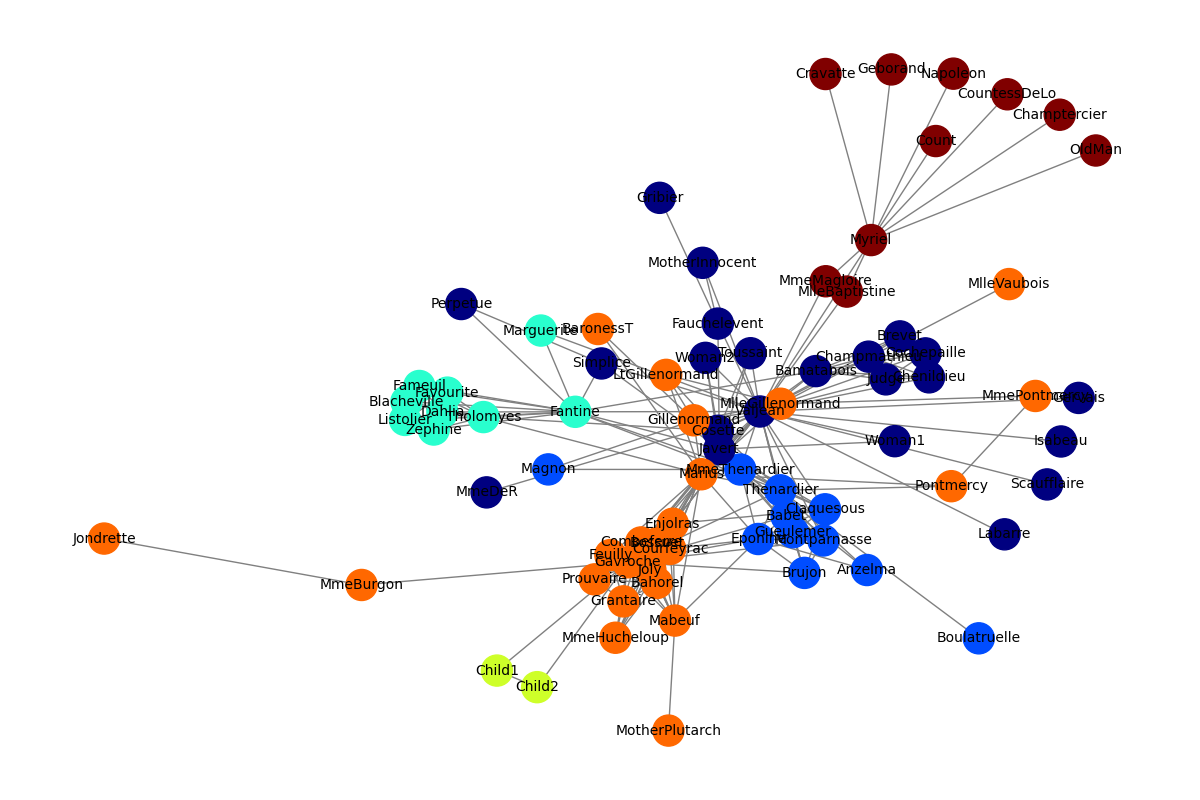 Cravatte
Geborand
Napoleon
CountessDeLo
Champtercier
Count
OldMan
Gribier
Myriel
MotherInnocent
MmeMagloire
MlleBaptistine
MlleVaubois
Perpetue
Marguerite
BaronessT
Fauchelevent
Brevet
Simplice
Woman2
Toussaint
Chenildieu
Champmathieu
Cochepaille
LtGillenormand
Bamatabois
Judge
Fameuil
Favourite
Blacheville
MmePontmercy
Gervais
Listolier
Dahlia
Tholomyes
Fantine
MlleGillenormand
Valjean
Zephine
Gillenormand
Cosette
Woman1
Isabeau
Javert
Magnon
MmeThenardier
Marius
MmeDeR
Thenardier
Pontmercy
Scaufflaire
Claquesous
Babet
Enjolras
Gueulemer
Labarre
Jondrette
Combeferre
Bossuet
Eponine
Montparnasse
Feuilly
Courfeyrac
Gavroche
Joly
Anzelma
Brujon
MmeBurgon
Prouvaire
Bahorel
Grantaire
Mabeuf
MmeHucheloup
Boulatruelle
Child1
Child2
MotherPlutarch